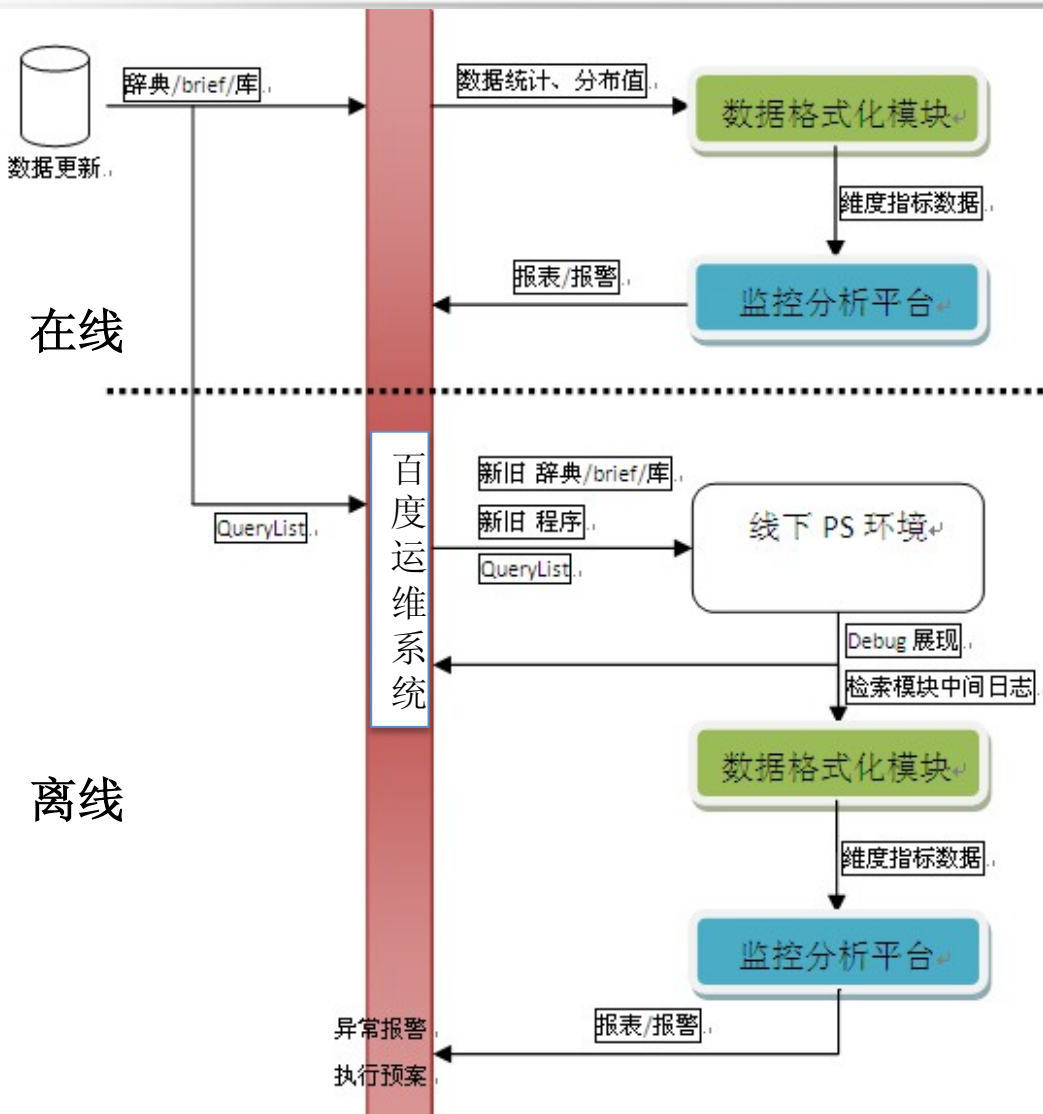 辞典/brief/库
数据统计、分布值
数据格式化模块
数据更新
维度指标数据
报表/报警
监控分析平台
在线
百度运维系统
新旧 辞典/brief/库
新旧 程序
QueryList
QueryList
线下 PS 环境
Debug 展现
检索模块中间日志
数据格式化模块
离线
维度指标数据
监控分析平台
报表/报警
异常报警
执行预案